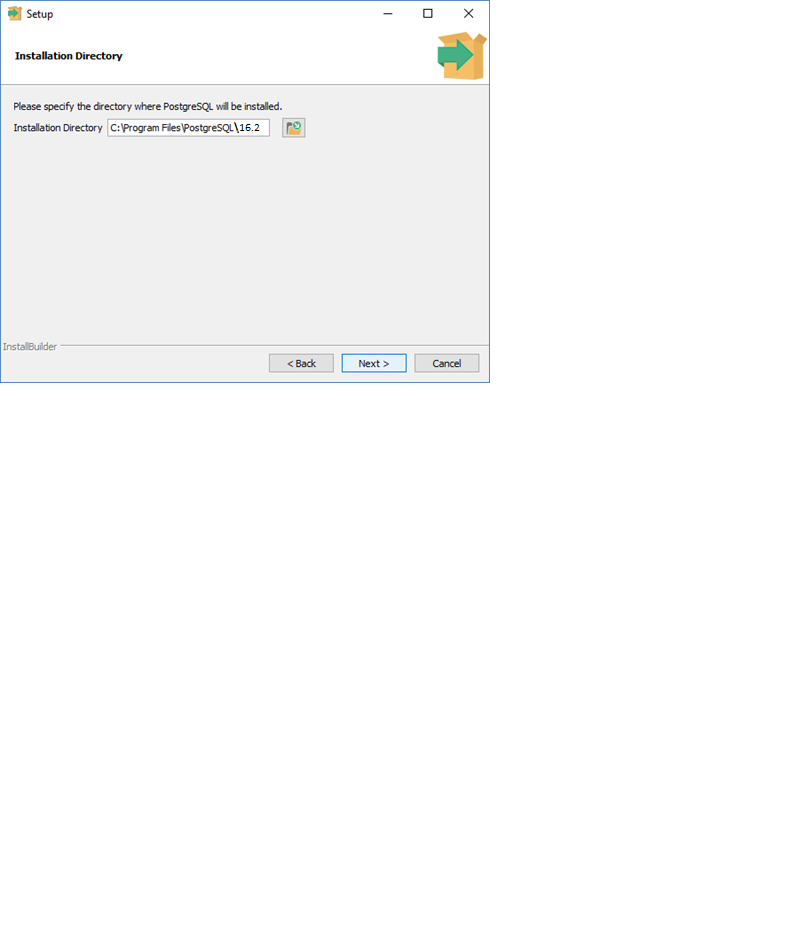 Setup
Installation Directory
Please specify the directory where PostgreSQL will be installed.
Installation Directory C:\Program Files\PostgreSQL\16.2
InstallBuilder
< Back Next > Cancel